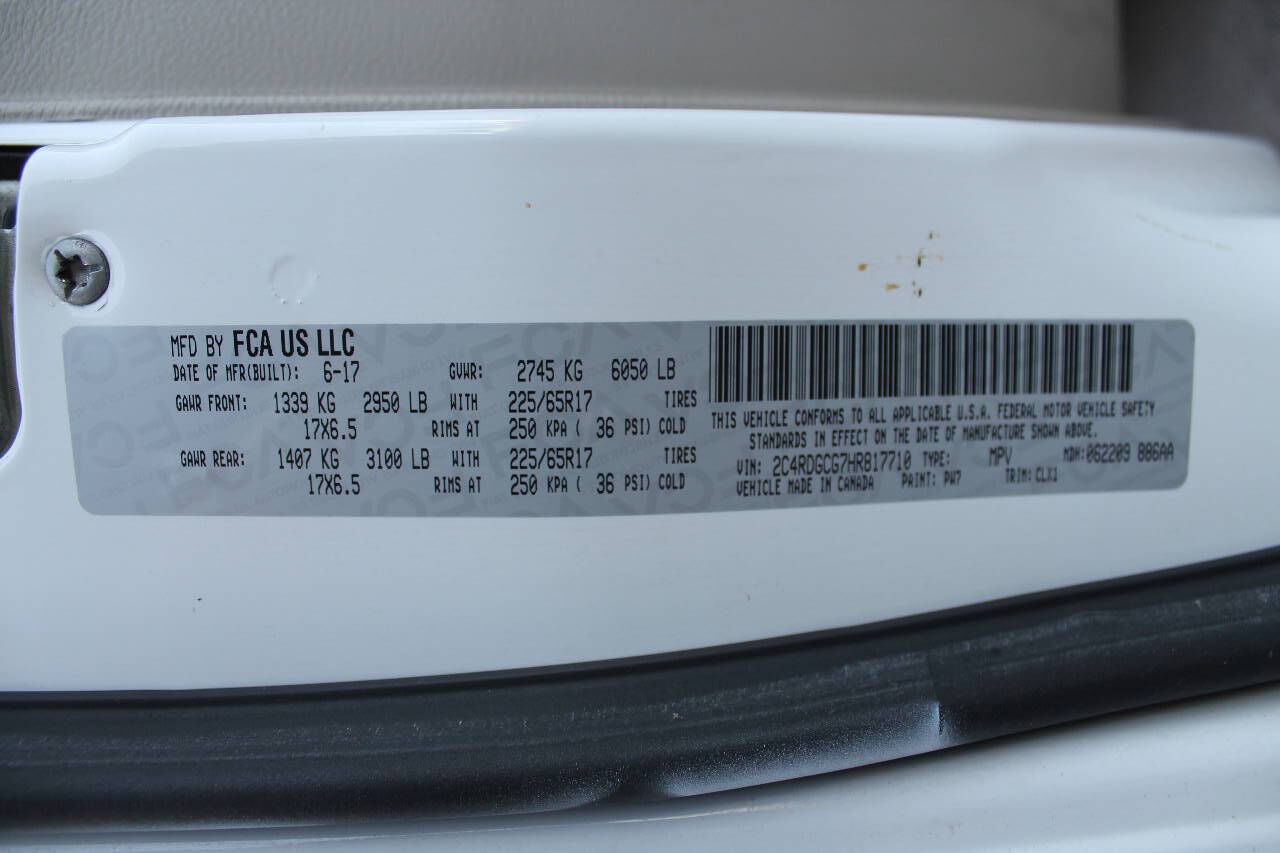 MFD BY FCA US LLC
DATE OF MFR(BUILT): 6-17 GVWR: 2745 KG 6050 LB
GAWR FRONT: 1339 KG 2950 LB WITH 225/65R17 TIRES
17X6.5 RIMS AT 250 KPA ( 36 PSI) COLD
GAWR REAR: 1407 KG 3100 LB WITH 225/65R17 TIRES
17X6.5 RIMS AT 250 KPA ( 36 PSI) COLD
THIS VEHICLE CONFORMS TO ALL APPLICABLE U.S.A. FEDERAL MOTOR VEHICLE SAFETY
STANDARDS IN EFFECT ON THE DATE OF MANUFACTURE SHOWN ABOVE.
VIN: 2C4RDGCG7HR817710 TYPE: MPV MDH: 062209 886AA
VEHICLE MADE IN CANADA PAINT: PW7 TRIM: CLX1